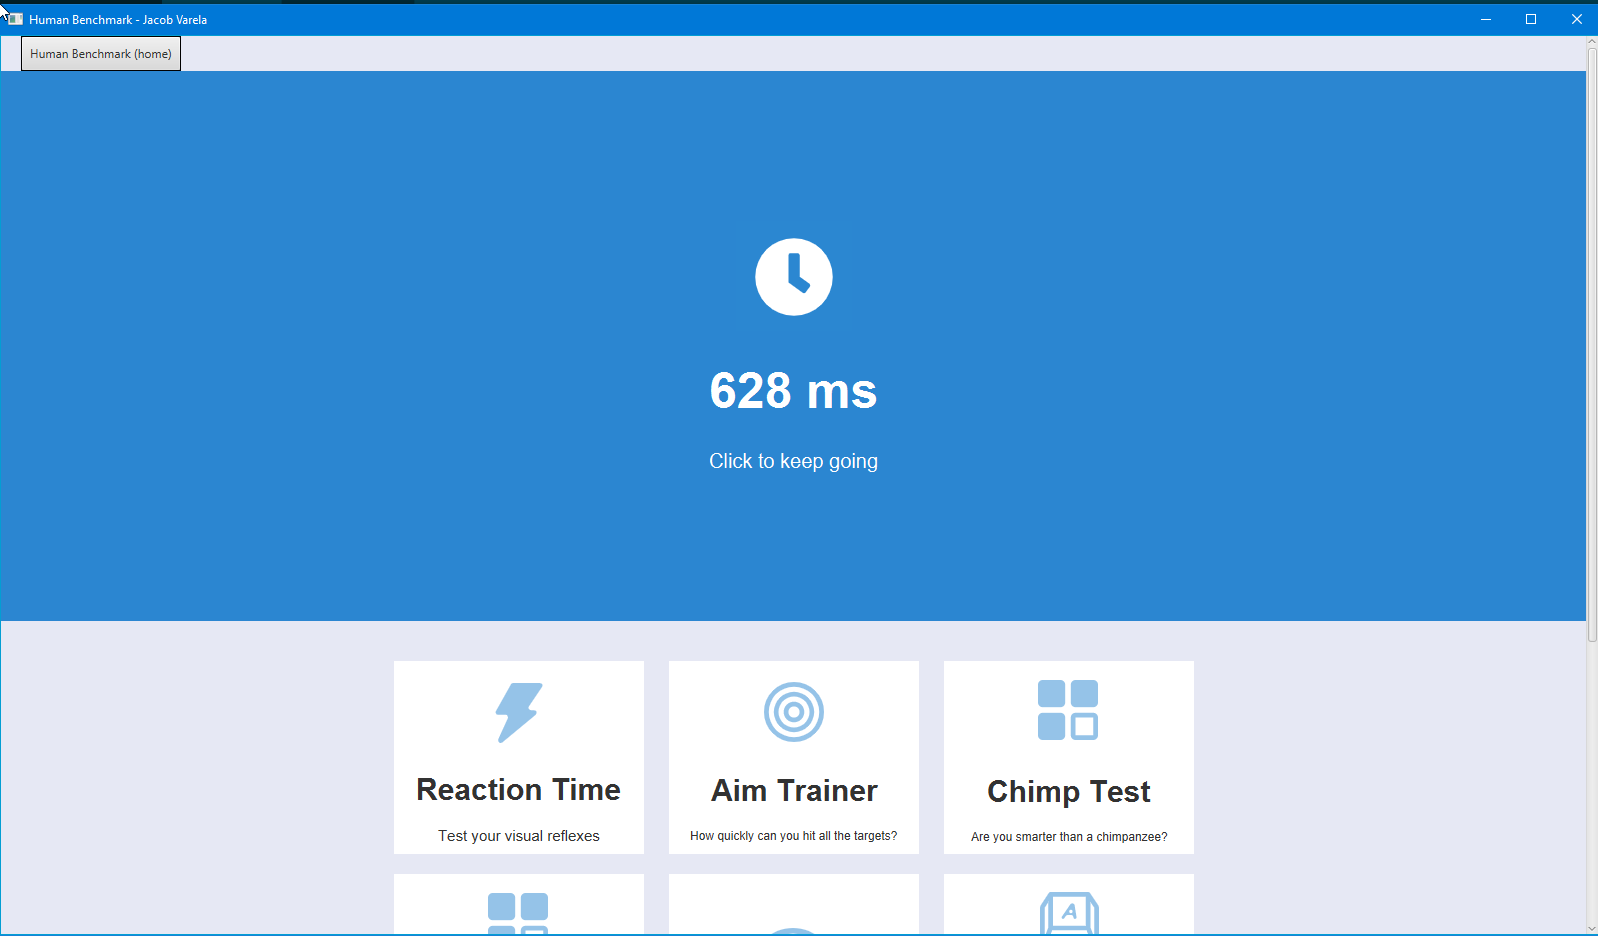 Human Benchmark - Jacob Varela
Human Benchmark (home)
628 ms
Click to keep going
Reaction Time
Test your visual reflexes
Aim Trainer
How quickly can you hit all the targets?
Chimp Test
Are you smarter than a chimpanzee?
A